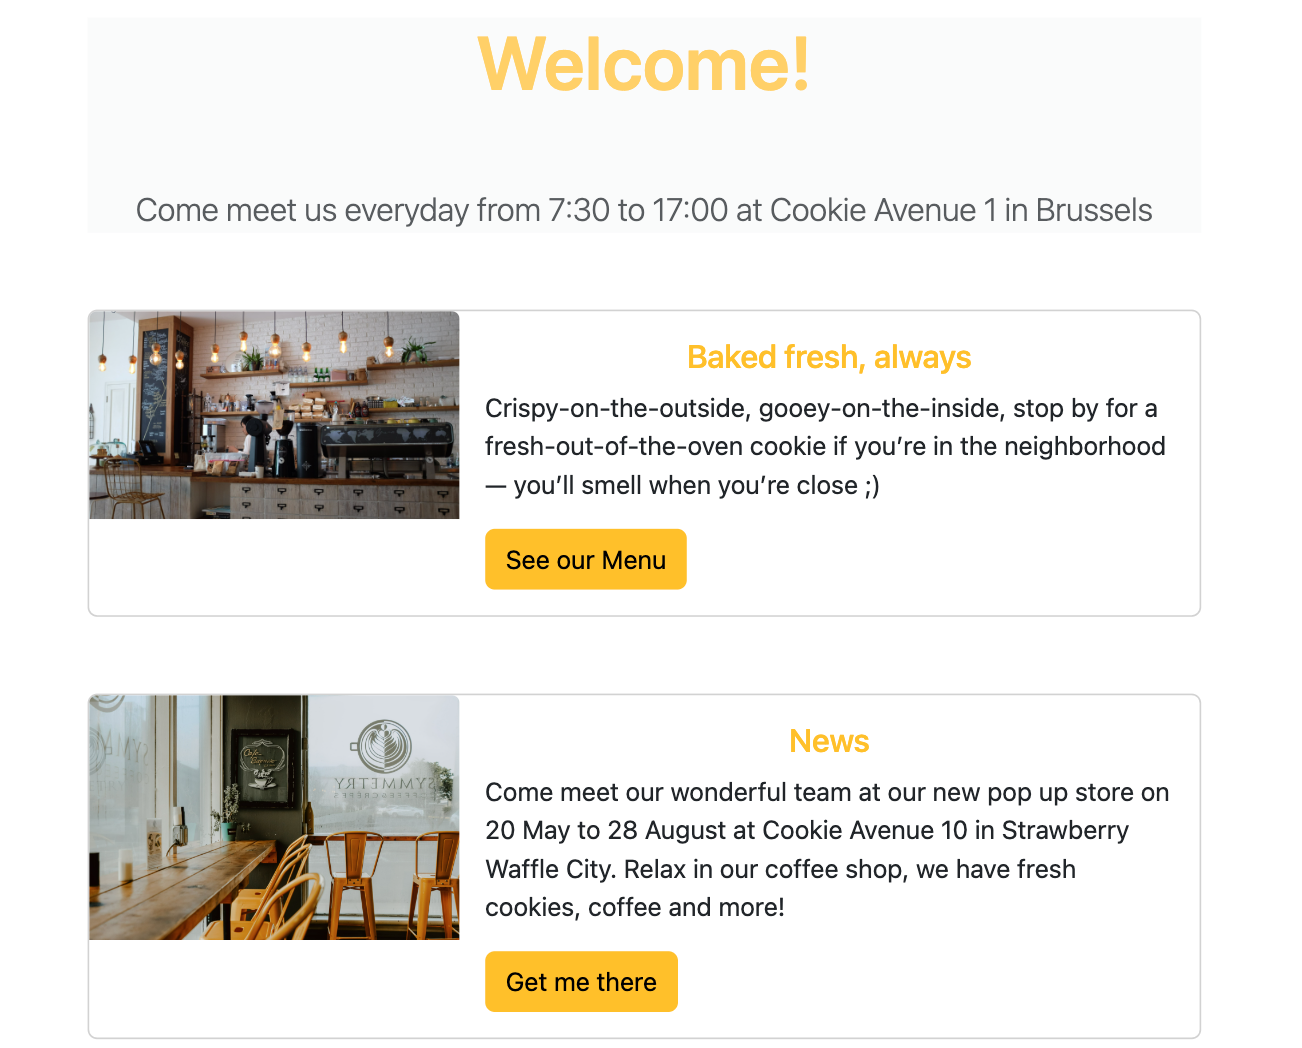 Welcome!
Come meet us everyday from 7:30 to 17:00 at Cookie Avenue 1 in Brussels
Baked fresh, always
Crispy-on-the-outside, gooey-on-the-inside, stop by for a
fresh-out-of-the-oven cookie if you’re in the neighborhood
— you’ll smell when you’re close ;)
See our Menu
SYMMETRY
News
Come meet our wonderful team at our new pop up store on
20 May to 28 August at Cookie Avenue 10 in Strawberry
Waffle City. Relax in our coffee shop, we have fresh
cookies, coffee and more!
Get me there